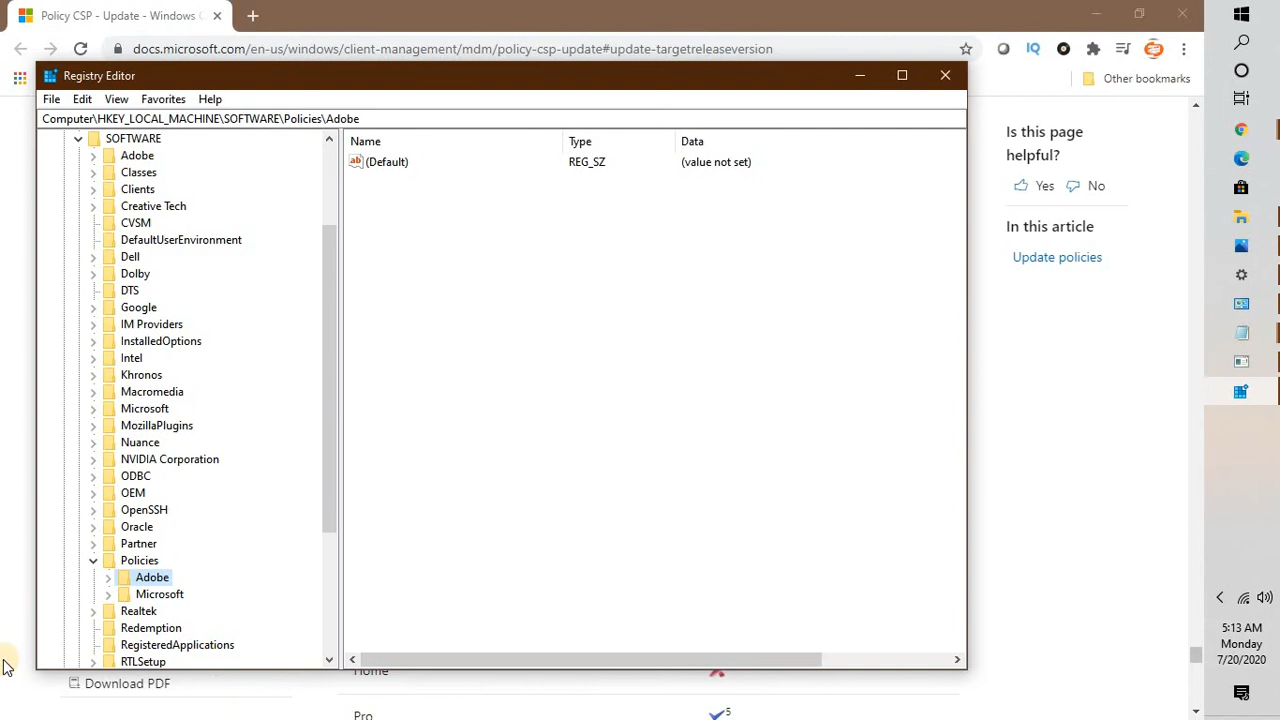 Policy CSP - Update - Windows C
docs.microsoft.com/en-us/windows/client-management/mdm/policy-csp-update#update-targetreleaseversion
IQ
Other bookmarks
Registry Editor
File Edit View Favorites Help
Computer\HKEY_LOCAL_MACHINE\SOFTWARE\Policies\Adobe
SOFTWARE
Adobe
Classes
Clients
Creative Tech
CVSM
DefaultUserEnvironment
Dell
Dolby
DTS
Google
IM Providers
InstalledOptions
Intel
Khronos
Macromedia
Microsoft
MozillaPlugins
Nuance
NVIDIA Corporation
ODBC
OEM
OpenSSH
Oracle
Partner
Policies
Adobe
Microsoft
Realtek
Redemption
RegisteredApplications
RTLSetup
Name Type Data
ab (Default) REG_SZ (value not set)
Is this page
helpful?
Yes No
In this article
Update policies
Download PDF
Home
Pro 5
5:13 AM
Monday
7/20/2020